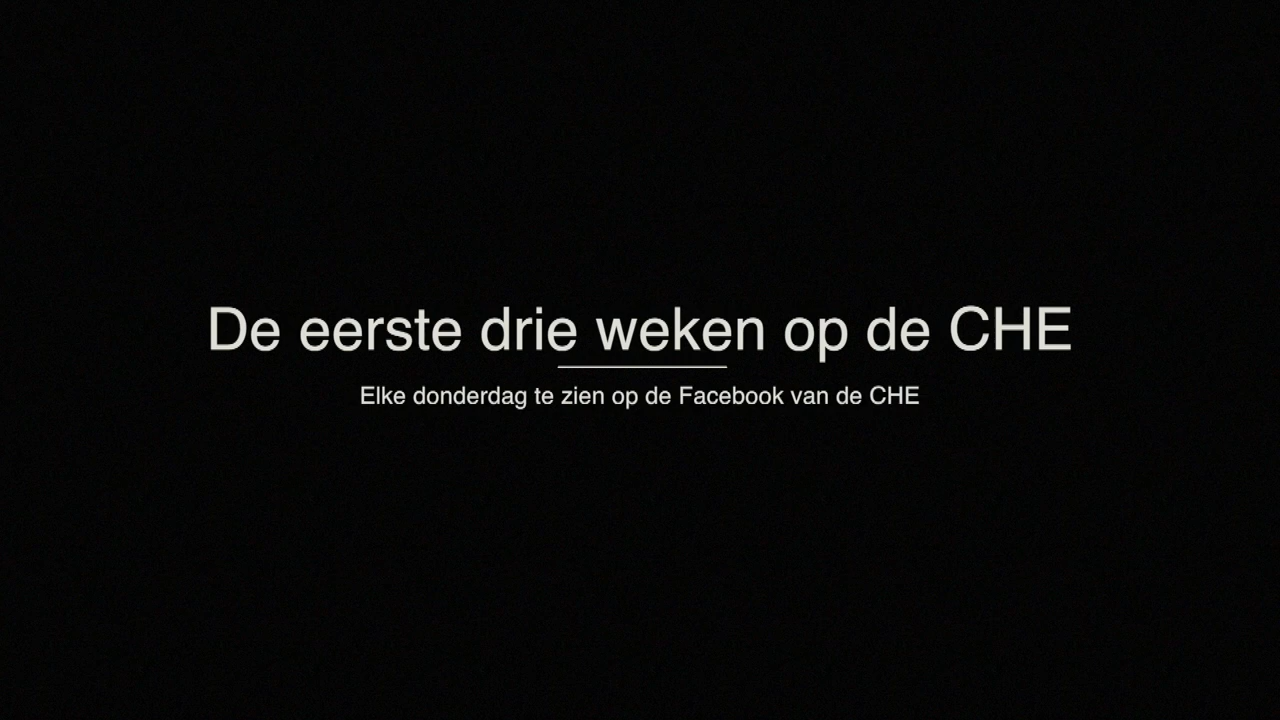 De eerste drie weken op de CHE
Elke donderdag te zien op de Facebook van de CHE